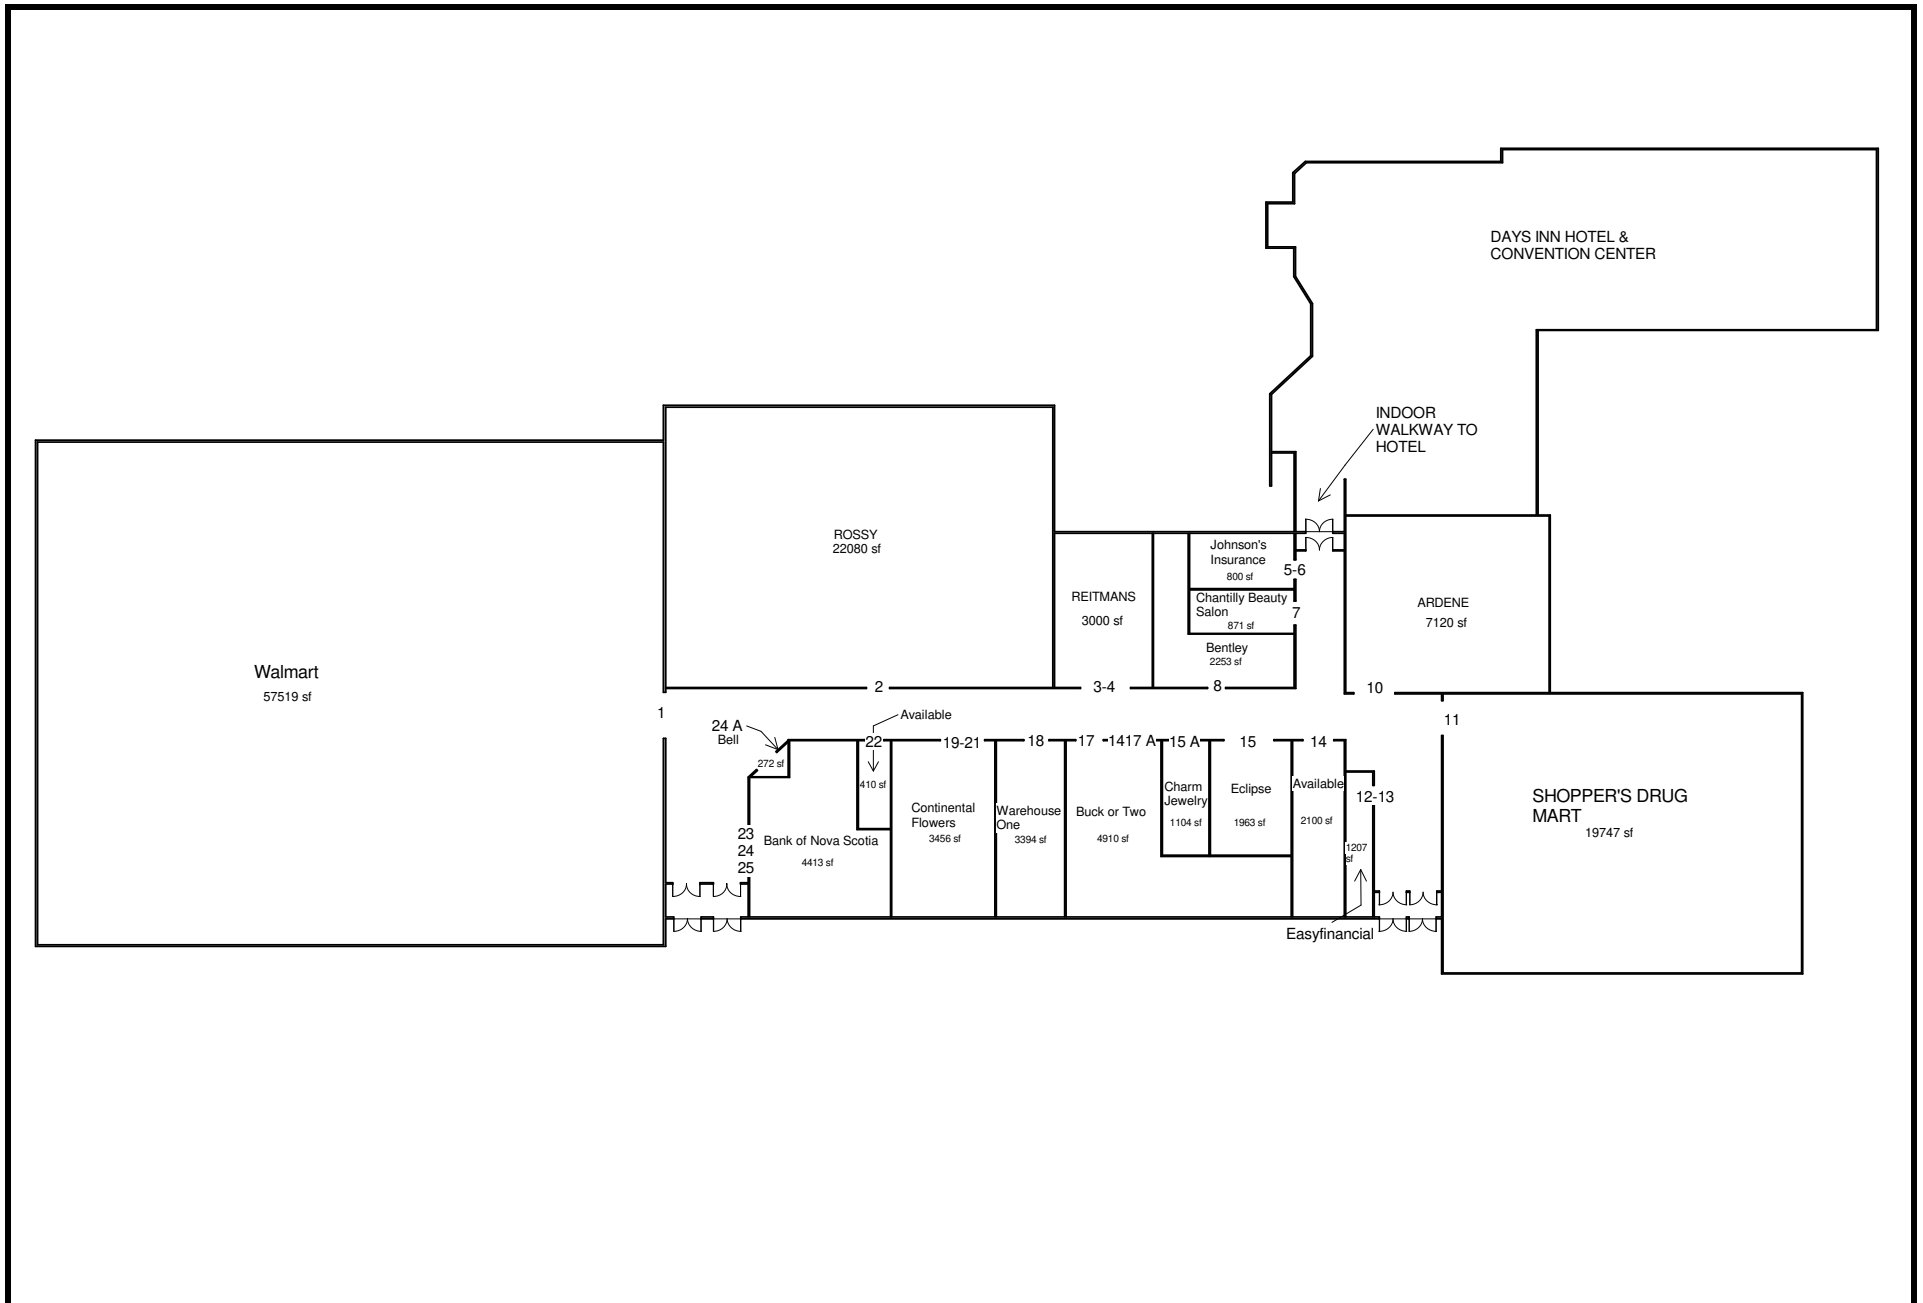 DAYS INN HOTEL &
CONVENTION CENTER
INDOOR
WALKWAY TO
HOTEL
ROSSY
22080 sf
Johnson's
Insurance
800 sf
5-6
Chantilly Beauty
Salon
871 sf
7
REITMANS
3000 sf
Bentley
2253 sf
ARDENE
7120 sf
Walmart
57519 sf
2
3-4
8
10
1
11
24 A
Bell
272 sf
Available
22
410 sf
19-21
18
17
1417 A
15 A
15
14
23
24
25
Bank of Nova Scotia
4413 sf
Continental
Flowers
3456 sf
Warehouse
One
3394 sf
Buck or Two
4910 sf
Charm
Jewelry
1104 sf
Eclipse
1963 sf
Available
2100 sf
12-13
1207
sf
Easyfinancial
SHOPPER'S DRUG
MART
19747 sf